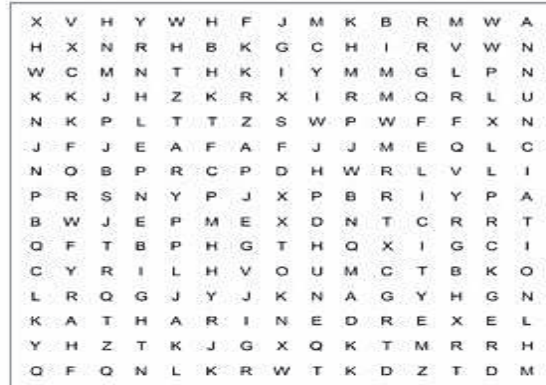 X V H Y W H F J M K B R M W A
H X N R H B K G C H I R V W N
W C M N T H K I Y M M G L P N
K K J H Z K R X I R M Q R L U
N K P L T T Z S W P W F F X N
J F J E A F A F J J M E Q L C
N O B P R C P D H W R L V L I
P R S N Y P J X P B R I Y P A
B W J E P M E X D N T C R R T
Q F T B P H G T H Q X I G C I
C Y R I L H V O U M C T B K O
L R Q G J Y J K N A G Y H G N
K A T H A R I N E D R E X E L
Y H Z T K J G X Q K T M R R H
Q F Q N L K R W T K D Z T D M